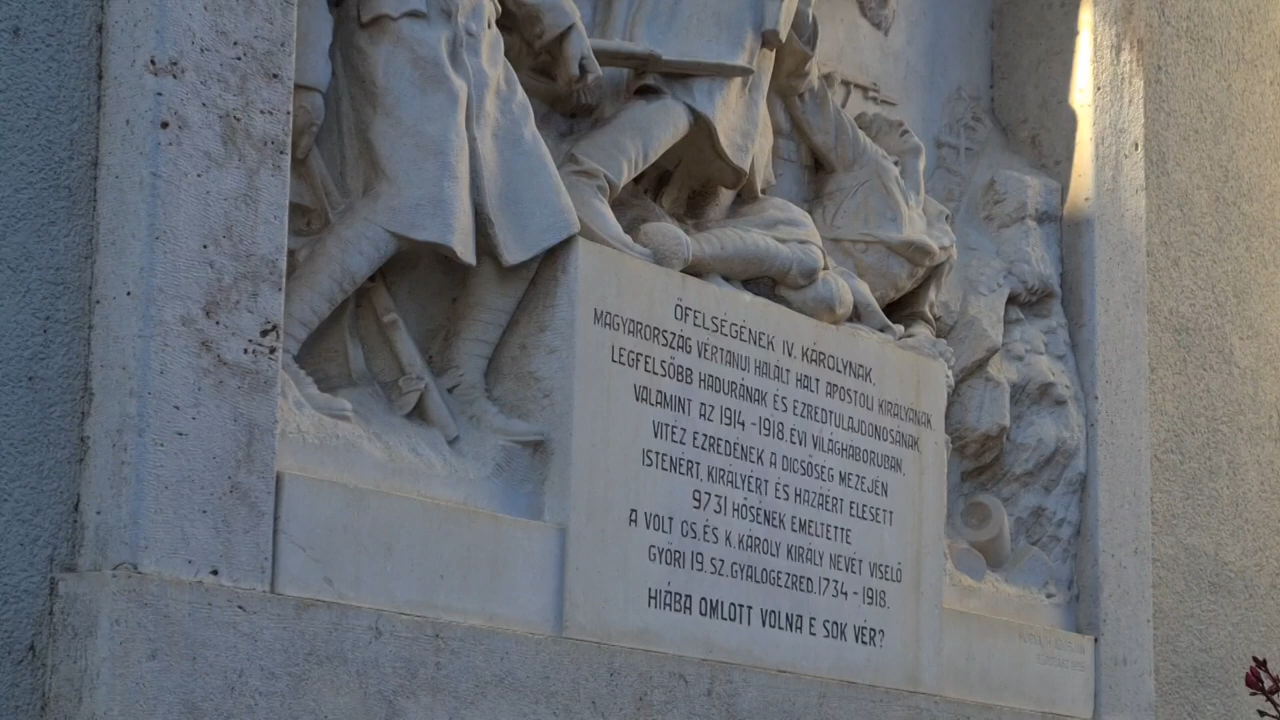 ŐFELSÉGÉNEK IV. KÁROLYNAK,
MAGYARORSZÁG VÉRTANUI HALÁLT HALT APOSTOLI KIRÁLYÁNAK,
LEGFELSŐBB HADURÁNAK ÉS EZREDTULAJDONOSÁNAK,
VALAMINT AZ 1914-1918. ÉVI VILÁGHÁBORUBAN,
VITÉZ EZREDÉNEK A DICSŐSÉG MEZEJÉN
ISTENÉRT, KIRÁLYÉRT ÉS HAZÁÉRT ELESETT
9731 HŐSÉNEK EMELTETTE
A VOLT CS. ÉS K. KÁROLY KIRÁLY NEVÉT VISELŐ
GYŐRI 19. SZ. GYALOGEZRED. 1734-1918.
HIÁBA OMLOTT VOLNA E SOK VÉR?